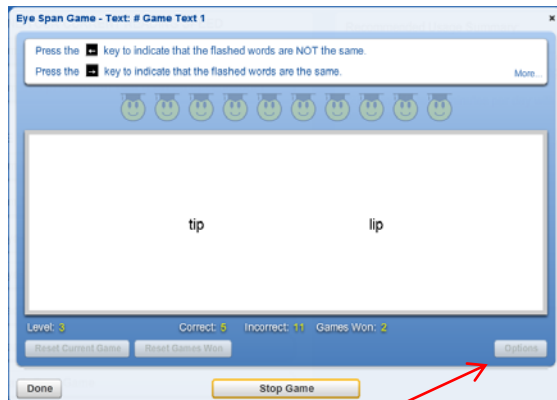 Eye Span Game - Text: # Game Text 1 ×
Press the ← key to indicate that the flashed words are NOT the same.
Press the → key to indicate that the flashed words are the same.
More...
tip lip
Level: 3 Correct: 5 Incorrect: 11 Games Won: 2
Reset Current Game Reset Games Won Options
Done Stop Game